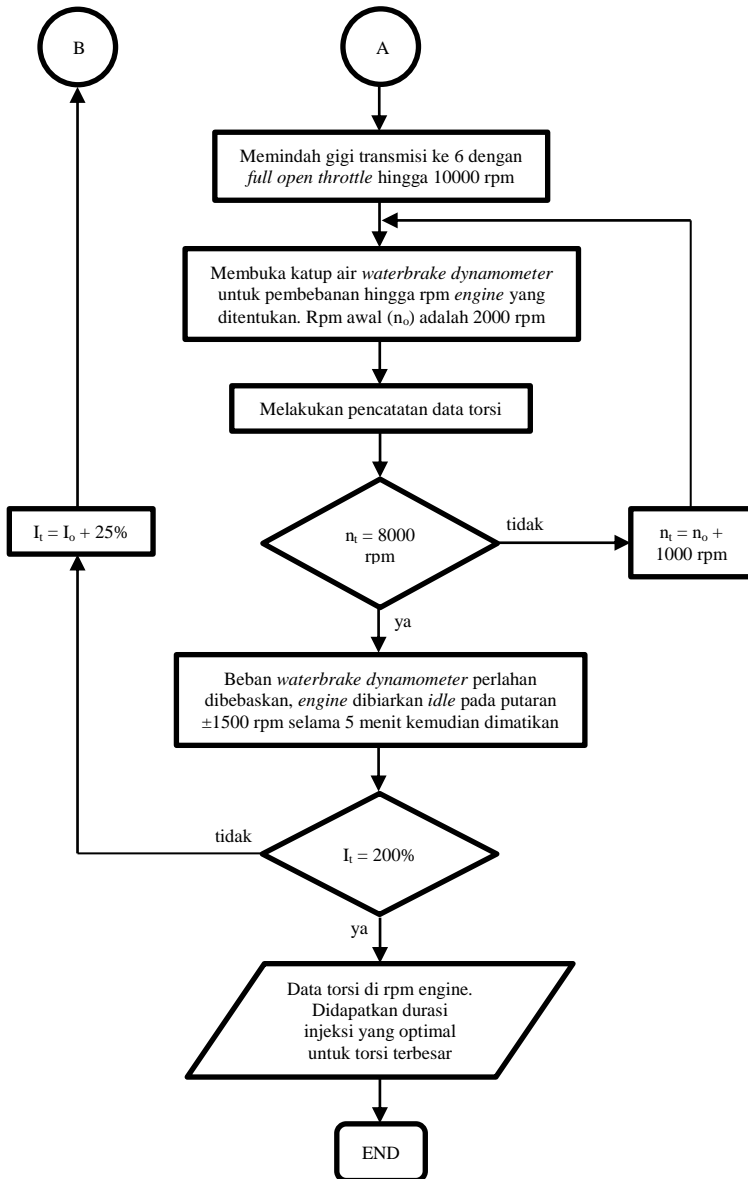 B
A
Memindah gigi transmisi ke 6 dengan
full open throttle hingga 10000 rpm
Membuka katup air waterbrake dynamometer
untuk pembebanan hingga rpm engine yang
ditentukan. Rpm awal (nₒ) adalah 2000 rpm
Melakukan pencatatan data torsi
Iₜ = Iₒ + 25%
nₜ = 8000
rpm
tidak
nₜ = nₒ +
1000 rpm
ya
Beban waterbrake dynamometer perlahan
dibebaskan, engine dibiarkan idle pada putaran
±1500 rpm selama 5 menit kemudian dimatikan
tidak
Iₜ = 200%
ya
Data torsi di rpm engine.
Didapatkan durasi
injeksi yang optimal
untuk torsi terbesar
END